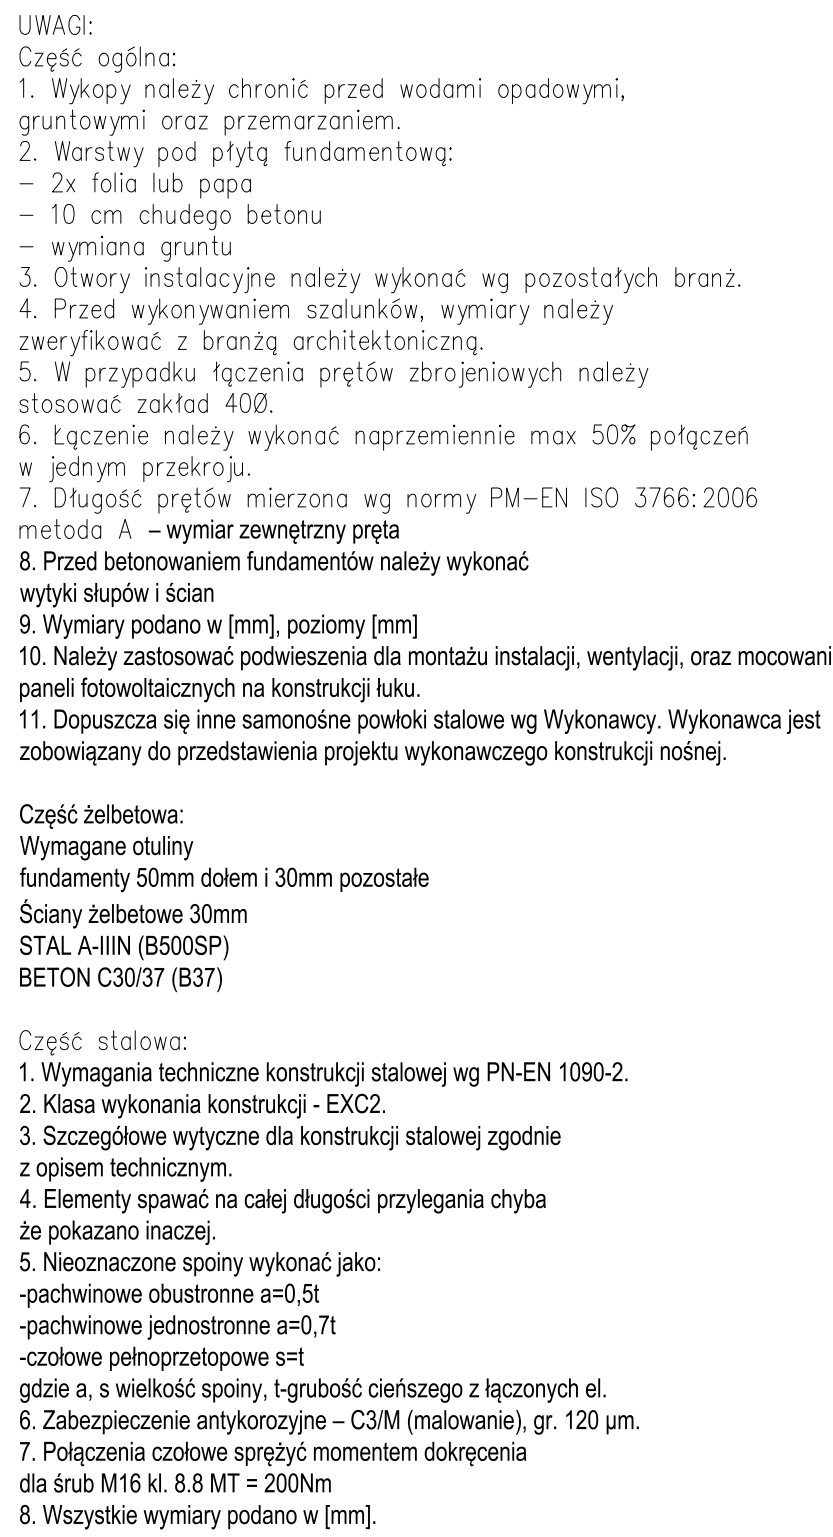 UWAGI:
Część ogólna:
1. Wykopy należy chronić przed wodami opadowymi,
gruntowymi oraz przemarzaniem.
2. Warstwy pod płytą fundamentową:
– 2x folia lub papa
– 10 cm chudego betonu
– wymiana gruntu
3. Otwory instalacyjne należy wykonać wg pozostałych branż.
4. Przed wykonywaniem szalunków, wymiary należy
zweryfikować z branżą architektoniczną.
5. W przypadku łączenia prętów zbrojeniowych należy
stosować zakład 40Ø.
6. Łączenie należy wykonać naprzemiennie max 50% połączeń
w jednym przekroju.
7. Długość prętów mierzona wg normy PM–EN ISO 3766:2006
metoda A – wymiar zewnętrzny pręta
8. Przed betonowaniem fundamentów należy wykonać
wytyki słupów i ścian
9. Wymiary podano w [mm], poziomy [mm]
10. Należy zastosować podwieszenia dla montażu instalacji, wentylacji, oraz mocowani
paneli fotowoltaicznych na konstrukcji łuku.
11. Dopuszcza się inne samonośne powłoki stalowe wg Wykonawcy. Wykonawca jest
zobowiązany do przedstawienia projektu wykonawczego konstrukcji nośnej.
Część żelbetowa:
Wymagane otuliny
fundamenty 50mm dołem i 30mm pozostałe
Ściany żelbetowe 30mm
STAL A-IIIN (B500SP)
BETON C30/37 (B37)
Część stalowa:
1. Wymagania techniczne konstrukcji stalowej wg PN-EN 1090-2.
2. Klasa wykonania konstrukcji - EXC2.
3. Szczegółowe wytyczne dla konstrukcji stalowej zgodnie
z opisem technicznym.
4. Elementy spawać na całej długości przylegania chyba
że pokazano inaczej.
5. Nieoznaczone spoiny wykonać jako:
-pachwinowe obustronne a=0,5t
-pachwinowe jednostronne a=0,7t
-czołowe pełnoprzetopowe s=t
gdzie a, s wielkość spoiny, t-grubość cieńszego z łączonych el.
6. Zabezpieczenie antykorozyjne – C3/M (malowanie), gr. 120 µm.
7. Połączenia czołowe sprężyć momentem dokręcenia
dla śrub M16 kl. 8.8 MT = 200Nm
8. Wszystkie wymiary podano w [mm].